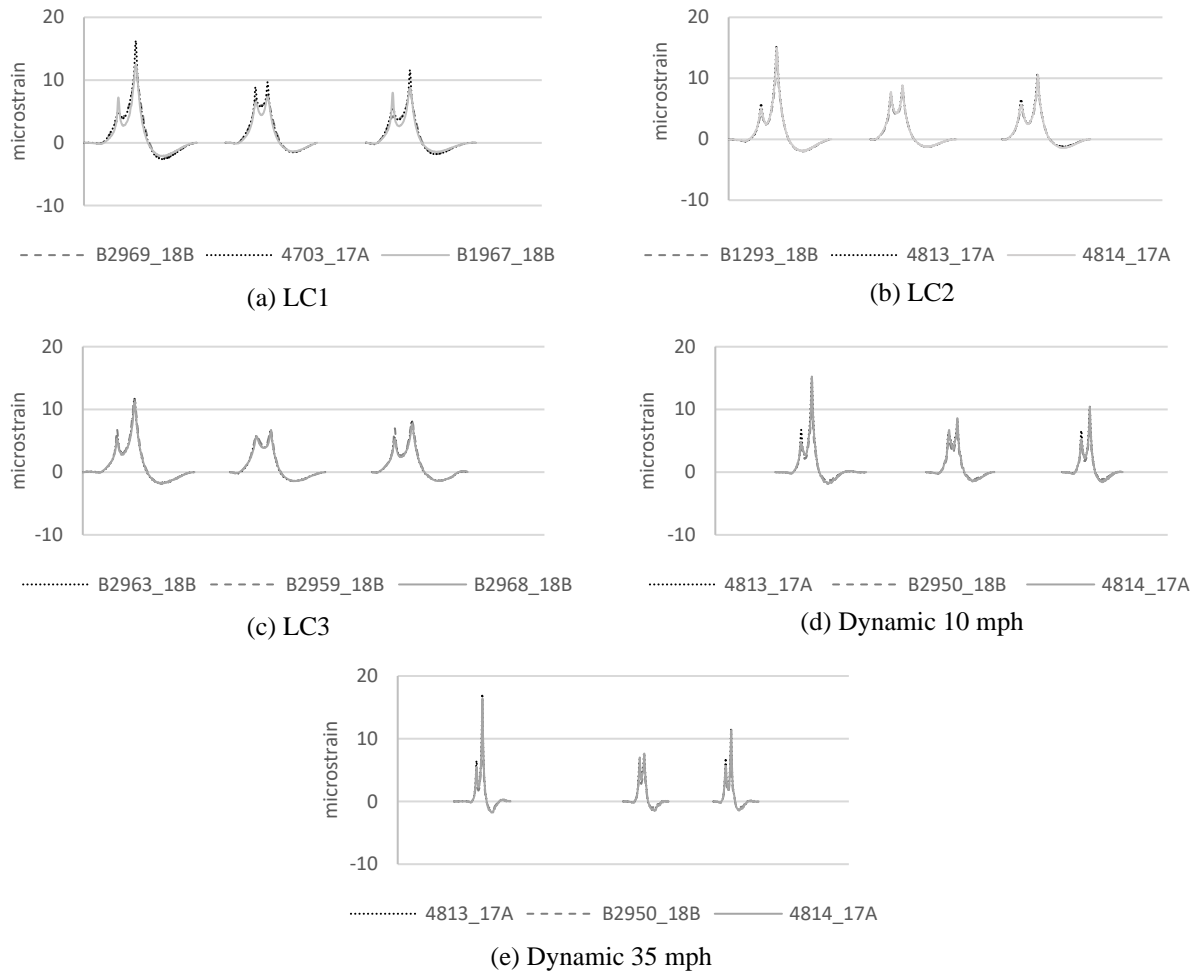 20
10
0
-10
microstrain
B2969_18B 4703_17A B1967_18B
(a) LC1
20
10
0
-10
microstrain
B1293_18B 4813_17A 4814_17A
(b) LC2
20
10
0
-10
microstrain
B2963_18B B2959_18B B2968_18B
(c) LC3
20
10
0
-10
microstrain
4813_17A B2950_18B 4814_17A
(d) Dynamic 10 mph
20
10
0
-10
microstrain
4813_17A B2950_18B 4814_17A
(e) Dynamic 35 mph